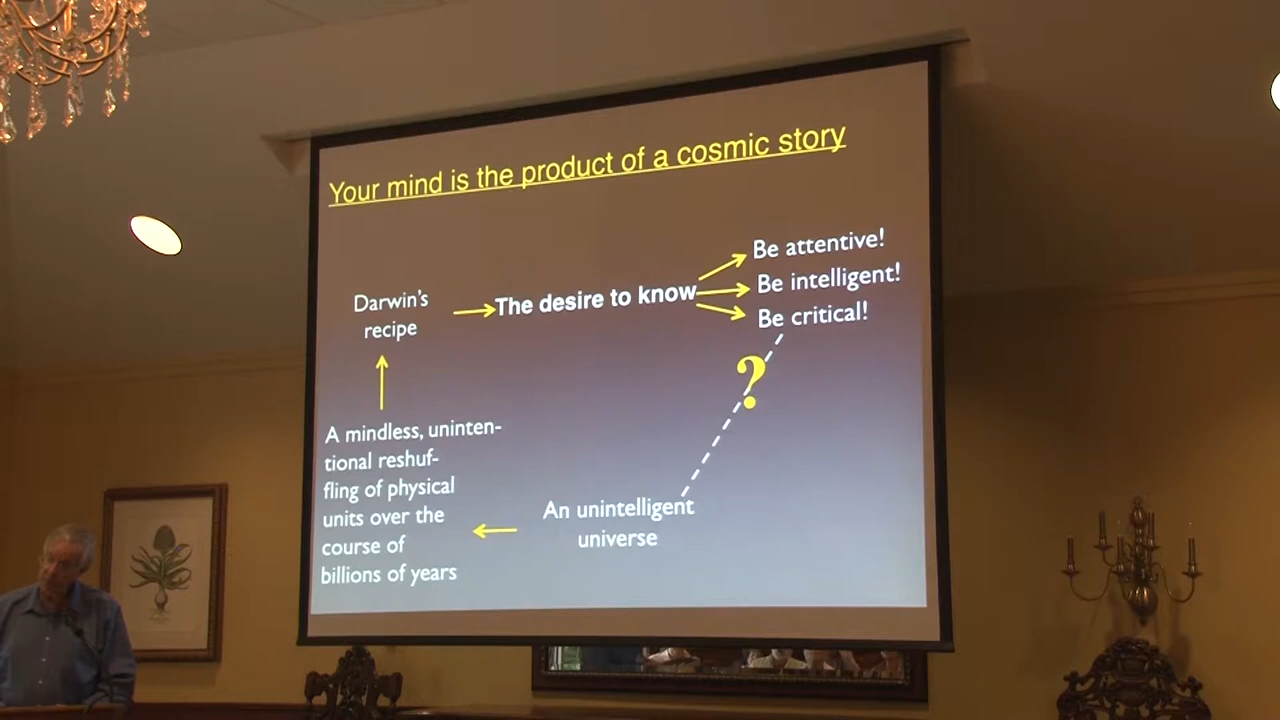 Your mind is the product of a cosmic story
Be attentive!
Be intelligent!
Be critical!
Darwin's
recipe
The desire to know
?
A mindless, uninten-
tional reshuf-
fling of physical
units over the
course of
billions of years
An unintelligent
universe